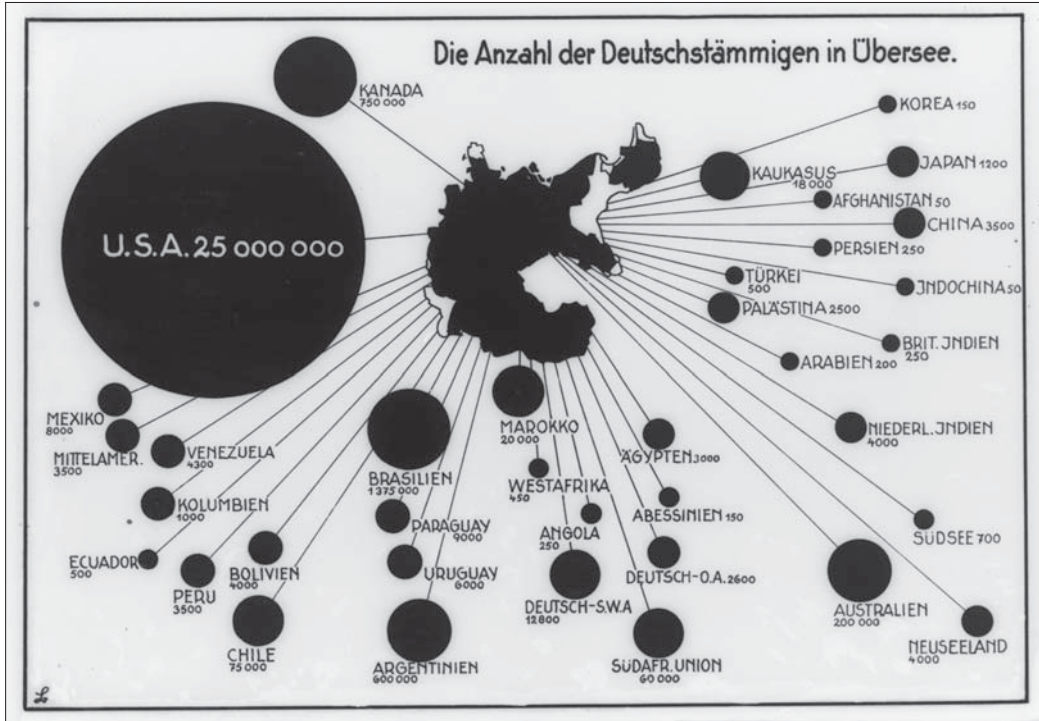 Die Anzahl der Deutschstämmigen in Übersee.
KANADA
750 000
U.S.A. 25 000 000
KOREA 150
JAPAN 1200
KAUKASUS
18 000
AFGHANISTAN 50
CHINA 3500
PERSIEN 250
TÜRKEI
500
JNDOCHINA 50
PALÄSTINA 2500
BRIT. JNDIEN
250
ARABIEN 200
MEXIKO
8000
MITTELAMER.
3500
VENEZUELA
4300
BRASILIEN
1 375 000
MAROKKO
20 000
ÄGYPTEN 3000
NIEDERL. JNDIEN
4000
WESTAFRIKA
450
KOLUMBIEN
1000
PARAGUAY
9000
ANGOLA
250
ABESSINIEN 150
SÜDSEE 700
ECUADOR
500
PERU
3500
BOLIVIEN
4000
URUGUAY
6000
DEUTSCH-S.W.A
12 800
DEUTSCH-O.A. 2600
AUSTRALIEN
200 000
NEUSEELAND
4 000
CHILE
75 000
ARGENTINIEN
600 000
SÜDAFR. UNION
60 000